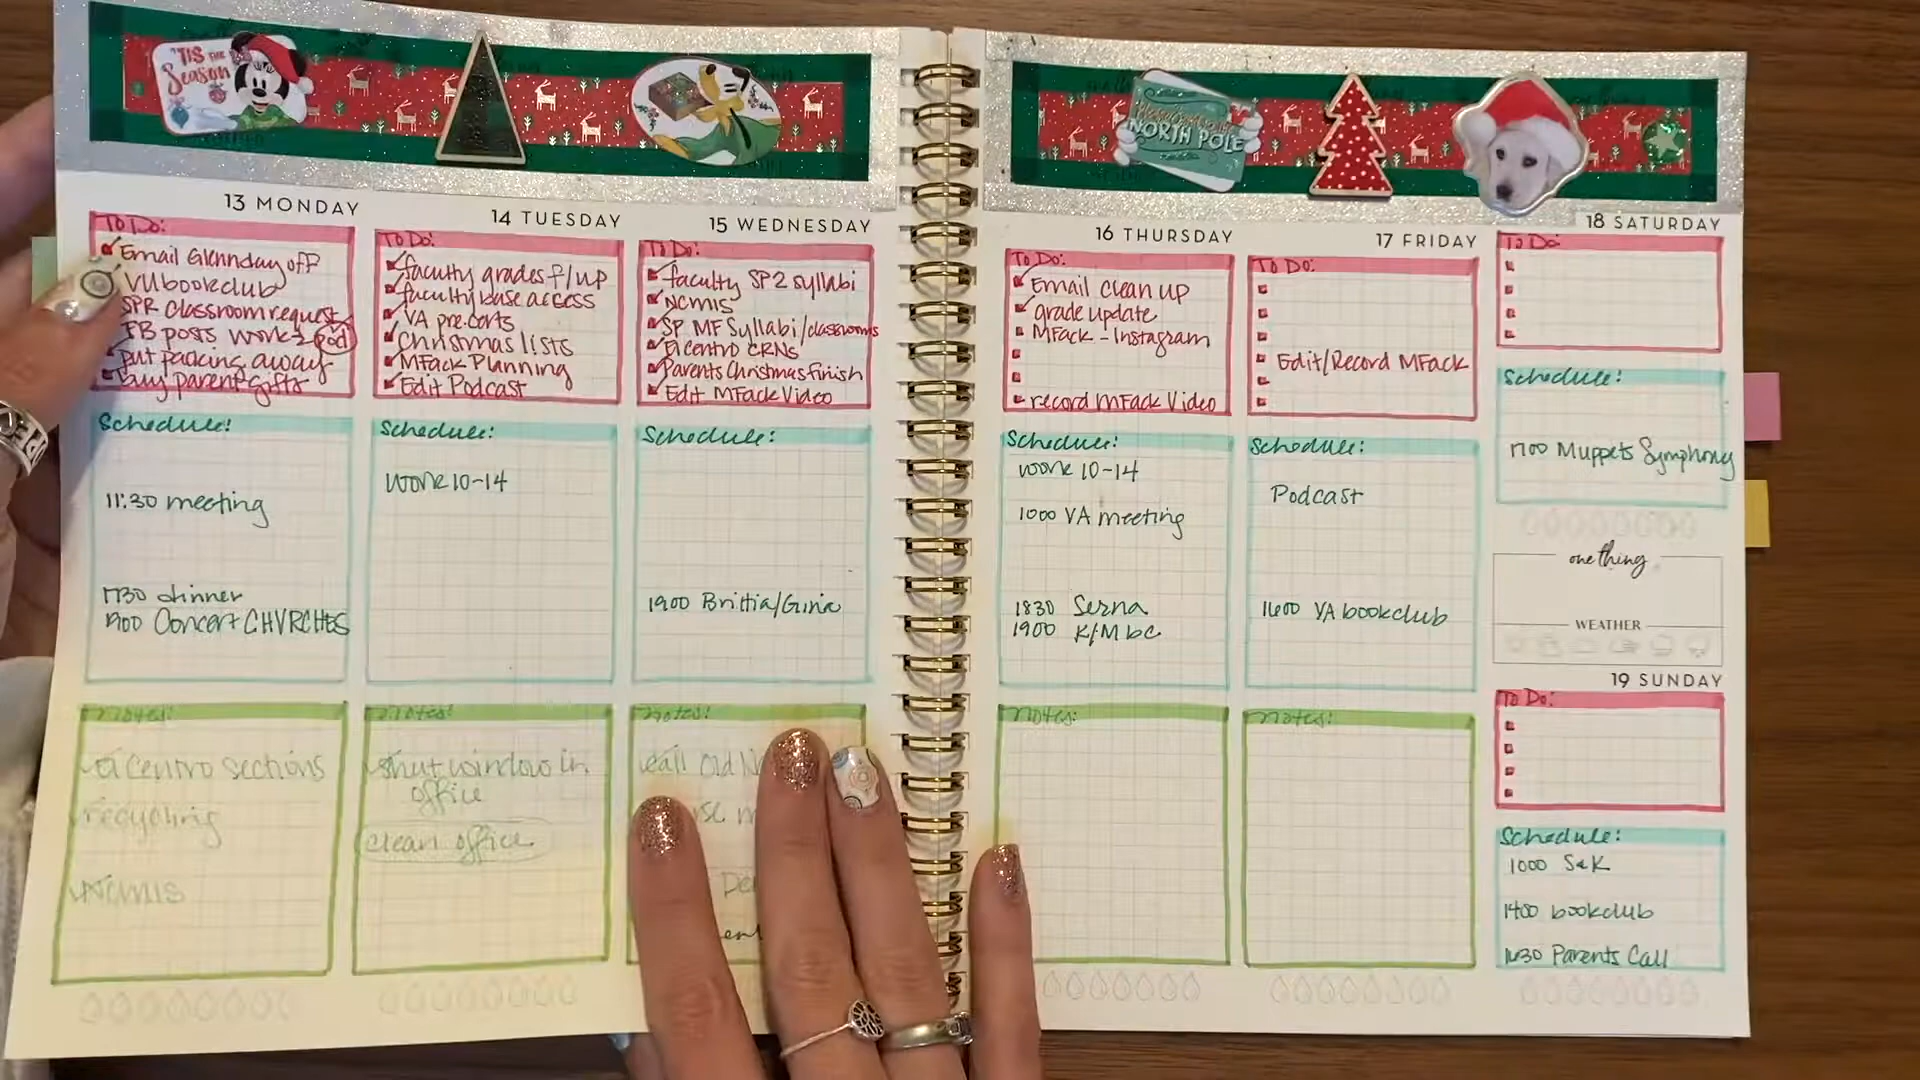 'TIS THE
Season
NORTH POLE
13 MONDAY
To Do:
Email Glenn day off
VU bookclub
SPR classroom request
FB posts work > pod
put packing away
buy parent gifts
Schedule:
11:30 meeting
1730 dinner
1900 Concert CHVRCHES
Notes:
El Centro sections
recycling
NCMIS
14 TUESDAY
To Do:
faculty grades f/up
faculty base access
VA pre.certs
Christmas lists
MFack Planning
Edit Podcast
Schedule:
work 10-14
Notes:
shut window in
office
clean office
15 WEDNESDAY
To Do:
faculty SP2 syllabi
NCMIS
SP MF Syllabi/classrooms
El Centro CRNs
Parents Christmas finish
Edit MFack Video
Schedule:
1900 Brittia/Gina
Notes:
call Old N
16 THURSDAY
To Do:
Email clean up
grade update
MFack - Instagram
record MFack Video
Schedule:
work 10-14
1000 VA meeting
1830 Serna
1900 K/M bc
Notes:
17 FRIDAY
To Do:
Edit/Record MFack
Schedule:
Podcast
1600 VA bookclub
Notes:
18 SATURDAY
To Do:
Schedule:
1700 Muppets Symphony
one thing
WEATHER
19 SUNDAY
To Do:
Schedule:
1000 S&K
1400 bookclub
1630 Parents Call